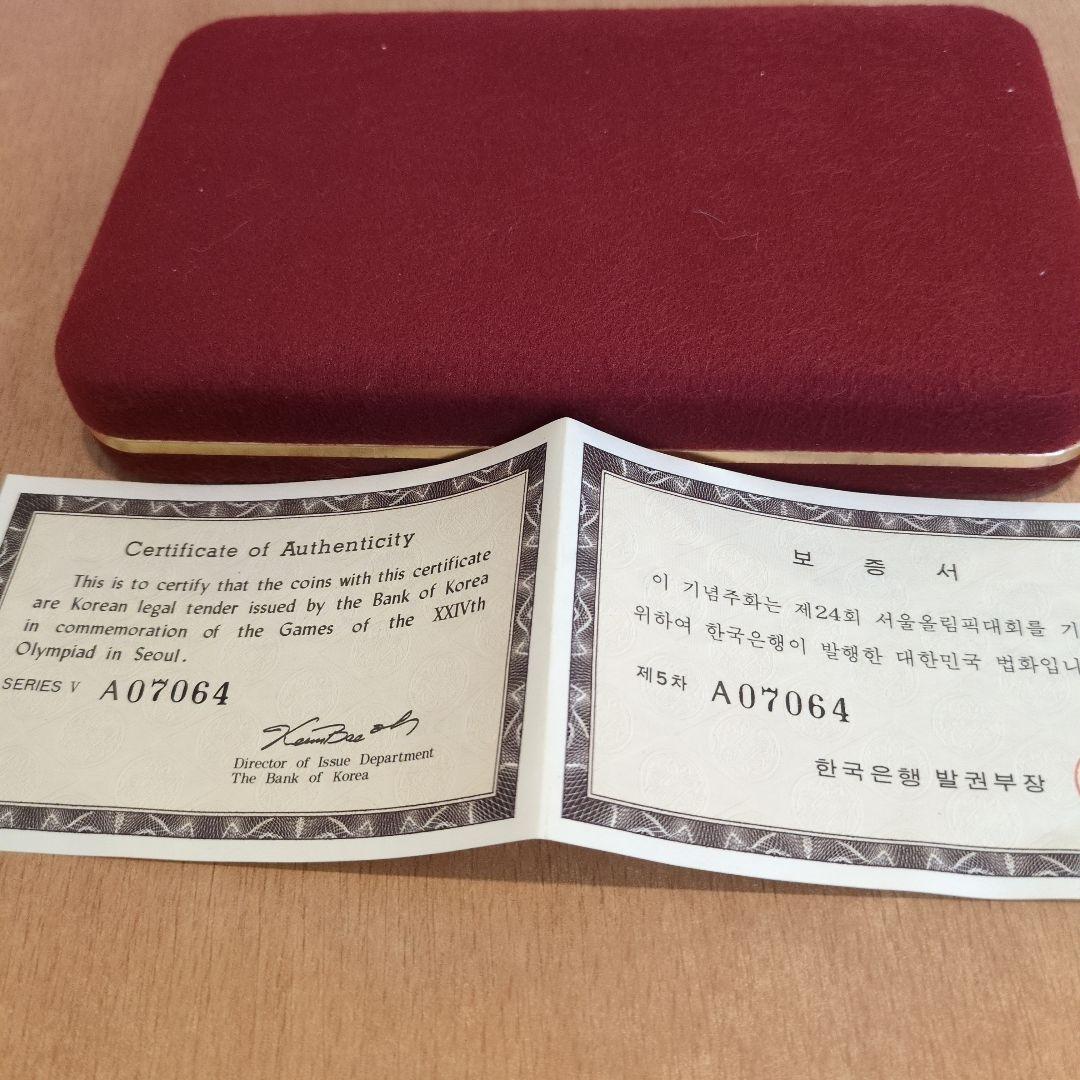 Certificate of Authenticity
This is to certify that the coins with this certificate
are Korean legal tender issued by the Bank of Korea
in commemoration of the Games of the XXIVth
Olympiad in Seoul.
SERIES V A07064
Director of Issue Department
The Bank of Korea
보 증 서
이 기념주화는 제24회 서울올림픽대회를 기
위하여 한국은행이 발행한 대한민국 법화입니
제5차 A07064
한국은행 발권부장